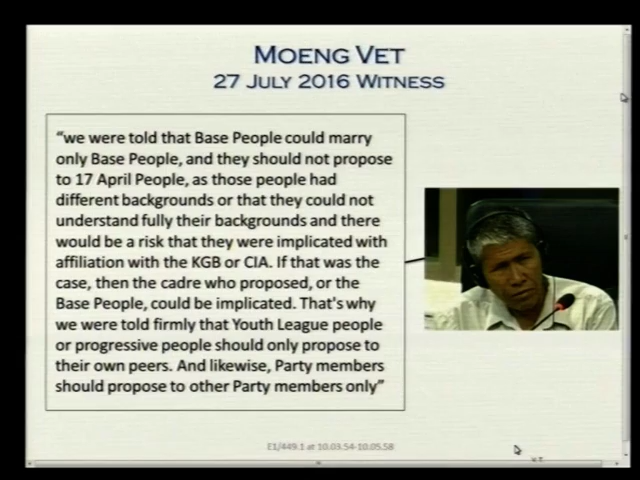 MOENG VET
27 JULY 2016 WITNESS
“we were told that Base People could marry
only Base People, and they should not propose
to 17 April People, as those people had
different backgrounds or that they could not
understand fully their backgrounds and there
would be a risk that they were implicated with
affiliation with the KGB or CIA. If that was the
case, then the cadre who proposed, or the
Base People, could be implicated. That's why
we were told firmly that Youth League people
or progressive people should only propose to
their own peers. And likewise, Party members
should propose to other Party members only”
E1/449.1 at 10.03.54-10.05.58